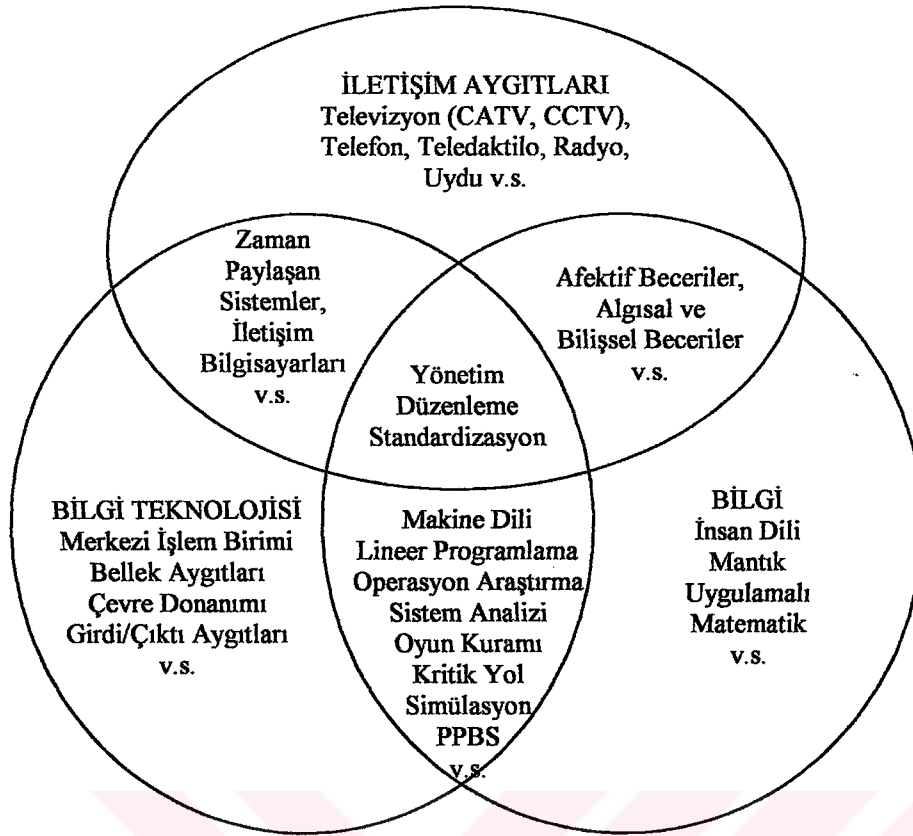 İLETİŞİM AYGITLARI
Televizyon (CATV, CCTV),
Telefon, Teledaktilo, Radyo,
Uydu v.s.
Zaman
Paylaşan
Sistemler,
İletişim
Bilgisayarları
v.s.
Afektif Beceriler,
Algısal ve
Bilişsel Beceriler
v.s.
Yönetim
Düzenleme
Standardizasyon
BİLGİ TEKNOLOJİSİ
Merkezi İşlem Birimi
Bellek Aygıtları
Çevre Donanımı
Girdi/Çıktı Aygıtları
v.s.
Makine Dili
Lineer Programlama
Operasyon Araştırma
Sistem Analizi
Oyun Kuramı
Kritik Yol
Simülasyon
PPBS
v.s.
BİLGİ
İnsan Dili
Mantık
Uygulamalı
Matematik
v.s.